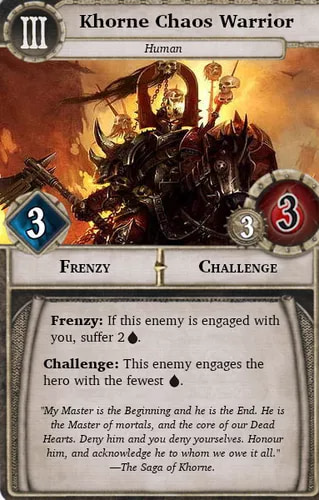 III
Khorne Chaos Warrior
Human
3
3
3
Frenzy
Challenge
Frenzy: If this enemy is engaged with
you, suffer 2.
Challenge: This enemy engages the
hero with the fewest .
"My Master is the Beginning and he is the End. He is
the Master of mortals, and the core of our Dead
Hearts. Deny him and you deny yourselves. Honour
him, and acknowledge he to whom we owe it all."
—The Saga of Khorne.